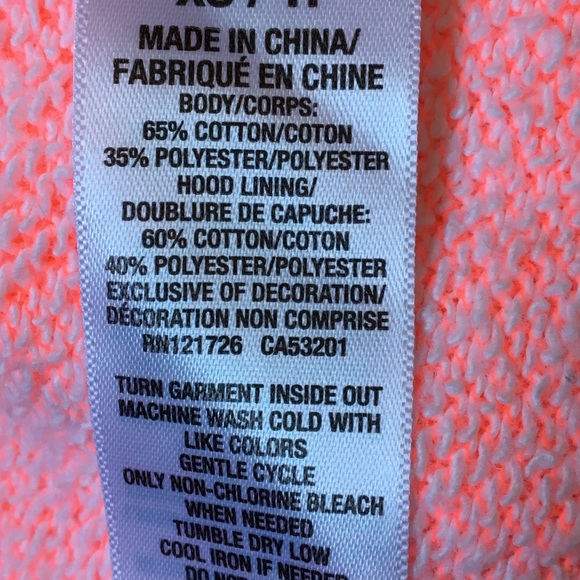 MADE IN CHINA/
FABRIQUÉ EN CHINE
BODY/CORPS:
65% COTTON/COTON
35% POLYESTER/POLYESTER
HOOD LINING/
DOUBLURE DE CAPUCHE:
60% COTTON/COTON
40% POLYESTER/POLYESTER
EXCLUSIVE OF DECORATION/
DÉCORATION NON COMPRISE
RN121726 CA53201
TURN GARMENT INSIDE OUT
MACHINE WASH COLD WITH
LIKE COLORS
GENTLE CYCLE
ONLY NON-CHLORINE BLEACH
WHEN NEEDED
TUMBLE DRY LOW
COOL IRON IF NEEDED